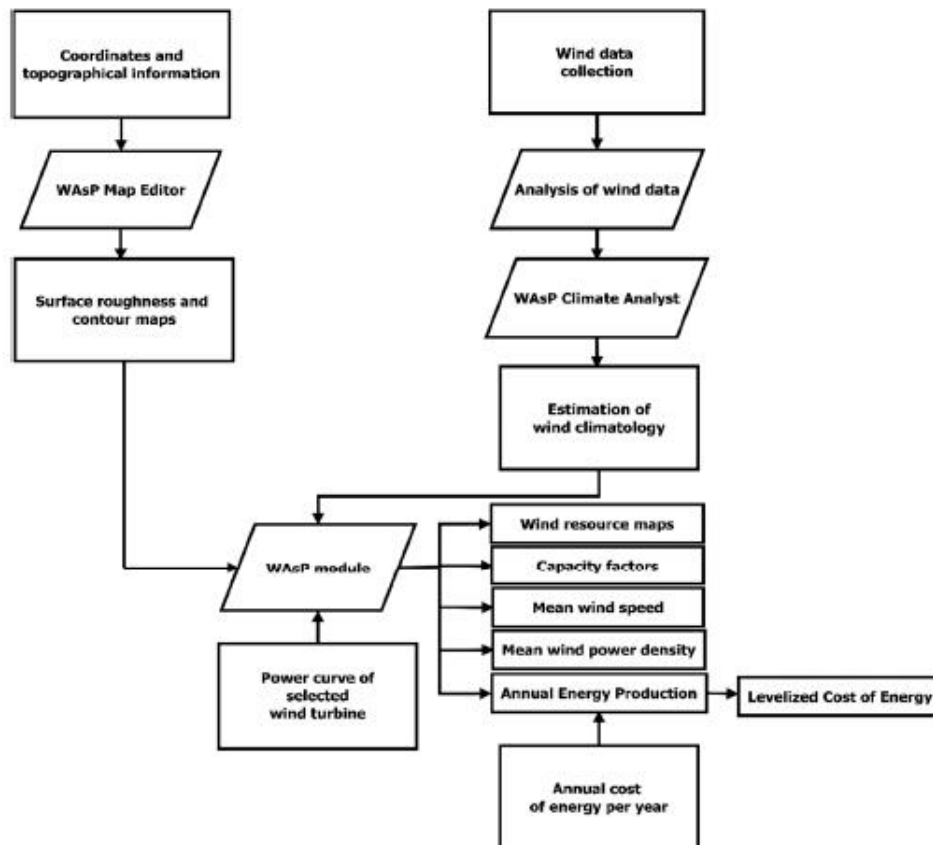 Coordinates and
topographical information
Wind data
collection
WAsP Map Editor
Analysis of wind data
Surface roughness and
contour maps
WAsP Climate Analyst
Estimation of
wind climatology
WAsP module
Wind resource maps
Capacity factors
Mean wind speed
Mean wind power density
Annual Energy Production
Levelized Cost of Energy
Power curve of
selected
wind turbine
Annual cost
of energy per year